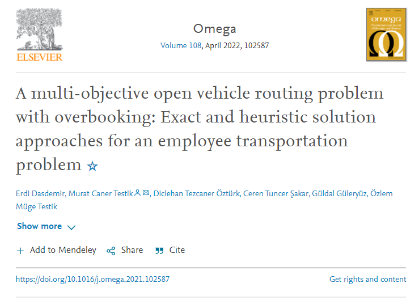 Omega
Volume 108, April 2022, 102587
ELSEVIER
omega
A multi-objective open vehicle routing problem
with overbooking: Exact and heuristic solution
approaches for an employee transportation
problem ☆
Erdi Dasdemir, Murat Caner Testik, Diclehan Tezcaner Öztürk, Ceren Tuncer Şakar, Güldal Güleryüz, Özlem
Müge Testik
Show more
Add to Mendeley Share Cite
https://doi.org/10.1016/j.omega.2021.102587 Get rights and content